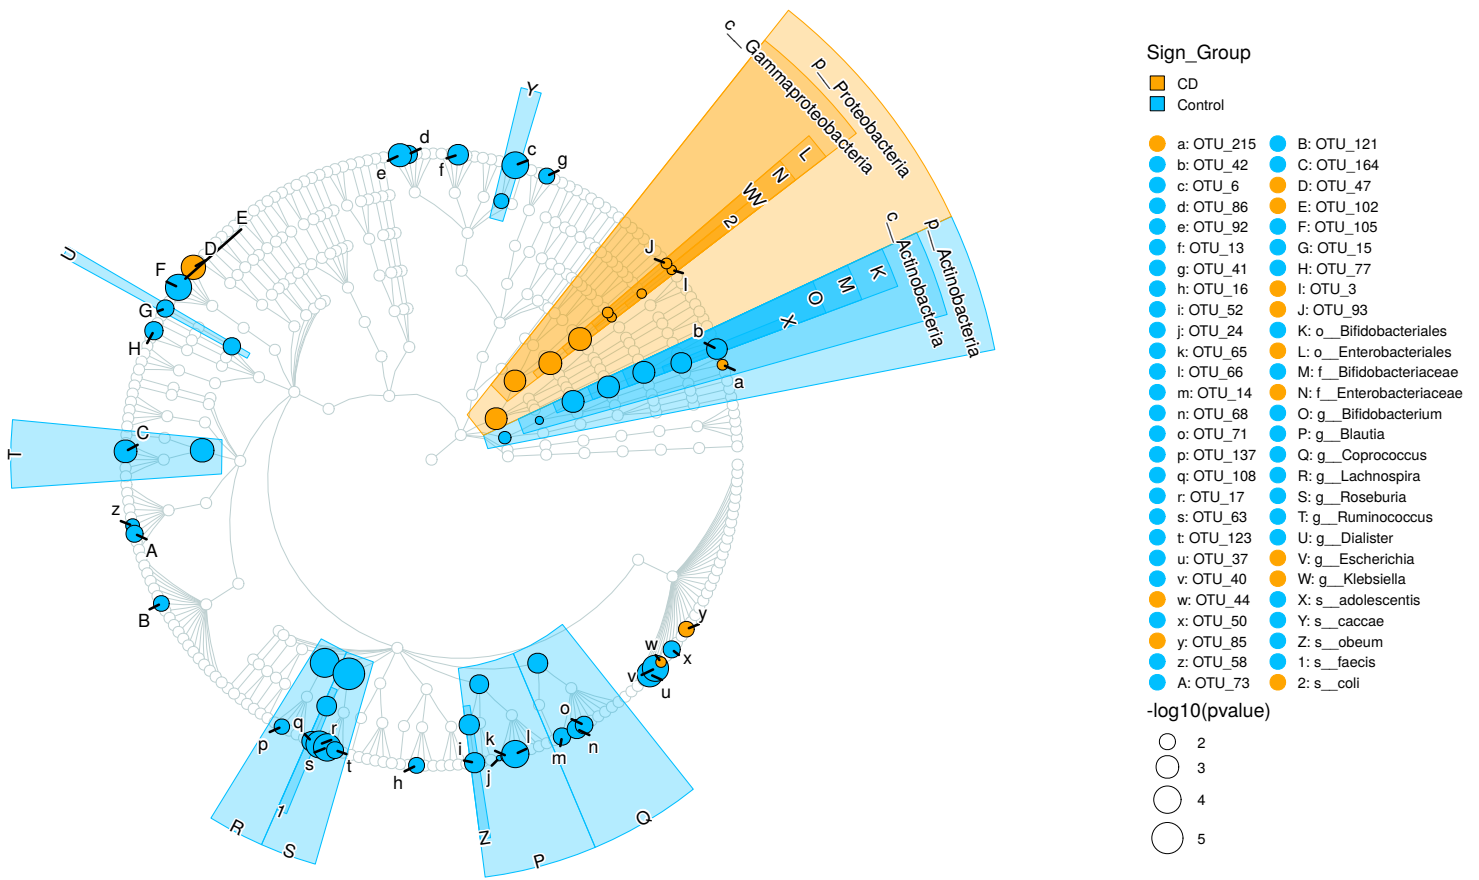 Sign_Group
CD
Control
a: OTU_215
b: OTU_42
c: OTU_6
d: OTU_86
e: OTU_92
f: OTU_13
g: OTU_41
h: OTU_16
i: OTU_52
j: OTU_24
k: OTU_65
l: OTU_66
m: OTU_14
n: OTU_68
o: OTU_71
p: OTU_137
q: OTU_108
r: OTU_17
s: OTU_63
t: OTU_123
u: OTU_37
v: OTU_40
w: OTU_44
x: OTU_50
y: OTU_85
z: OTU_58
A: OTU_73
B: OTU_121
C: OTU_164
D: OTU_47
E: OTU_102
F: OTU_105
G: OTU_15
H: OTU_77
I: OTU_3
J: OTU_93
K: o__Bifidobacteriales
L: o__Enterobacteriales
M: f__Bifidobacteriaceae
N: f__Enterobacteriaceae
O: g__Bifidobacterium
P: g__Blautia
Q: g__Coprococcus
R: g__Lachnospira
S: g__Roseburia
T: g__Ruminococcus
U: g__Dialister
V: g__Escherichia
W: g__Klebsiella
X: s__adolescentis
Y: s__caccae
Z: s__obeum
1: s__faecis
2: s__coli
-log10(pvalue)
2
3
4
5
c__Gammaproteobacteria
p__Proteobacteria
c__Actinobacteria
p__Actinobacteria
L
N
W
V
2
K
M
O
X
J
I
b
a
Y
c
g
f
d
e
E
D
F
U
G
H
T
C
z
A
B
p
q
r
s
t
R
1
S
h
i
j
k
l
Z
P
m
o
n
Q
v
w
u
x
y